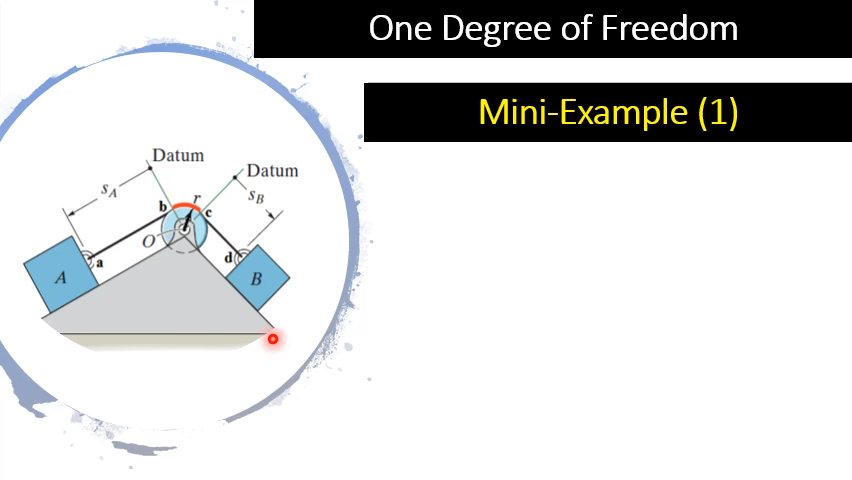 One Degree of Freedom
Mini-Example (1)
Datum
Datum
s_A
r
s_B
b
c
O
a
d
A
B